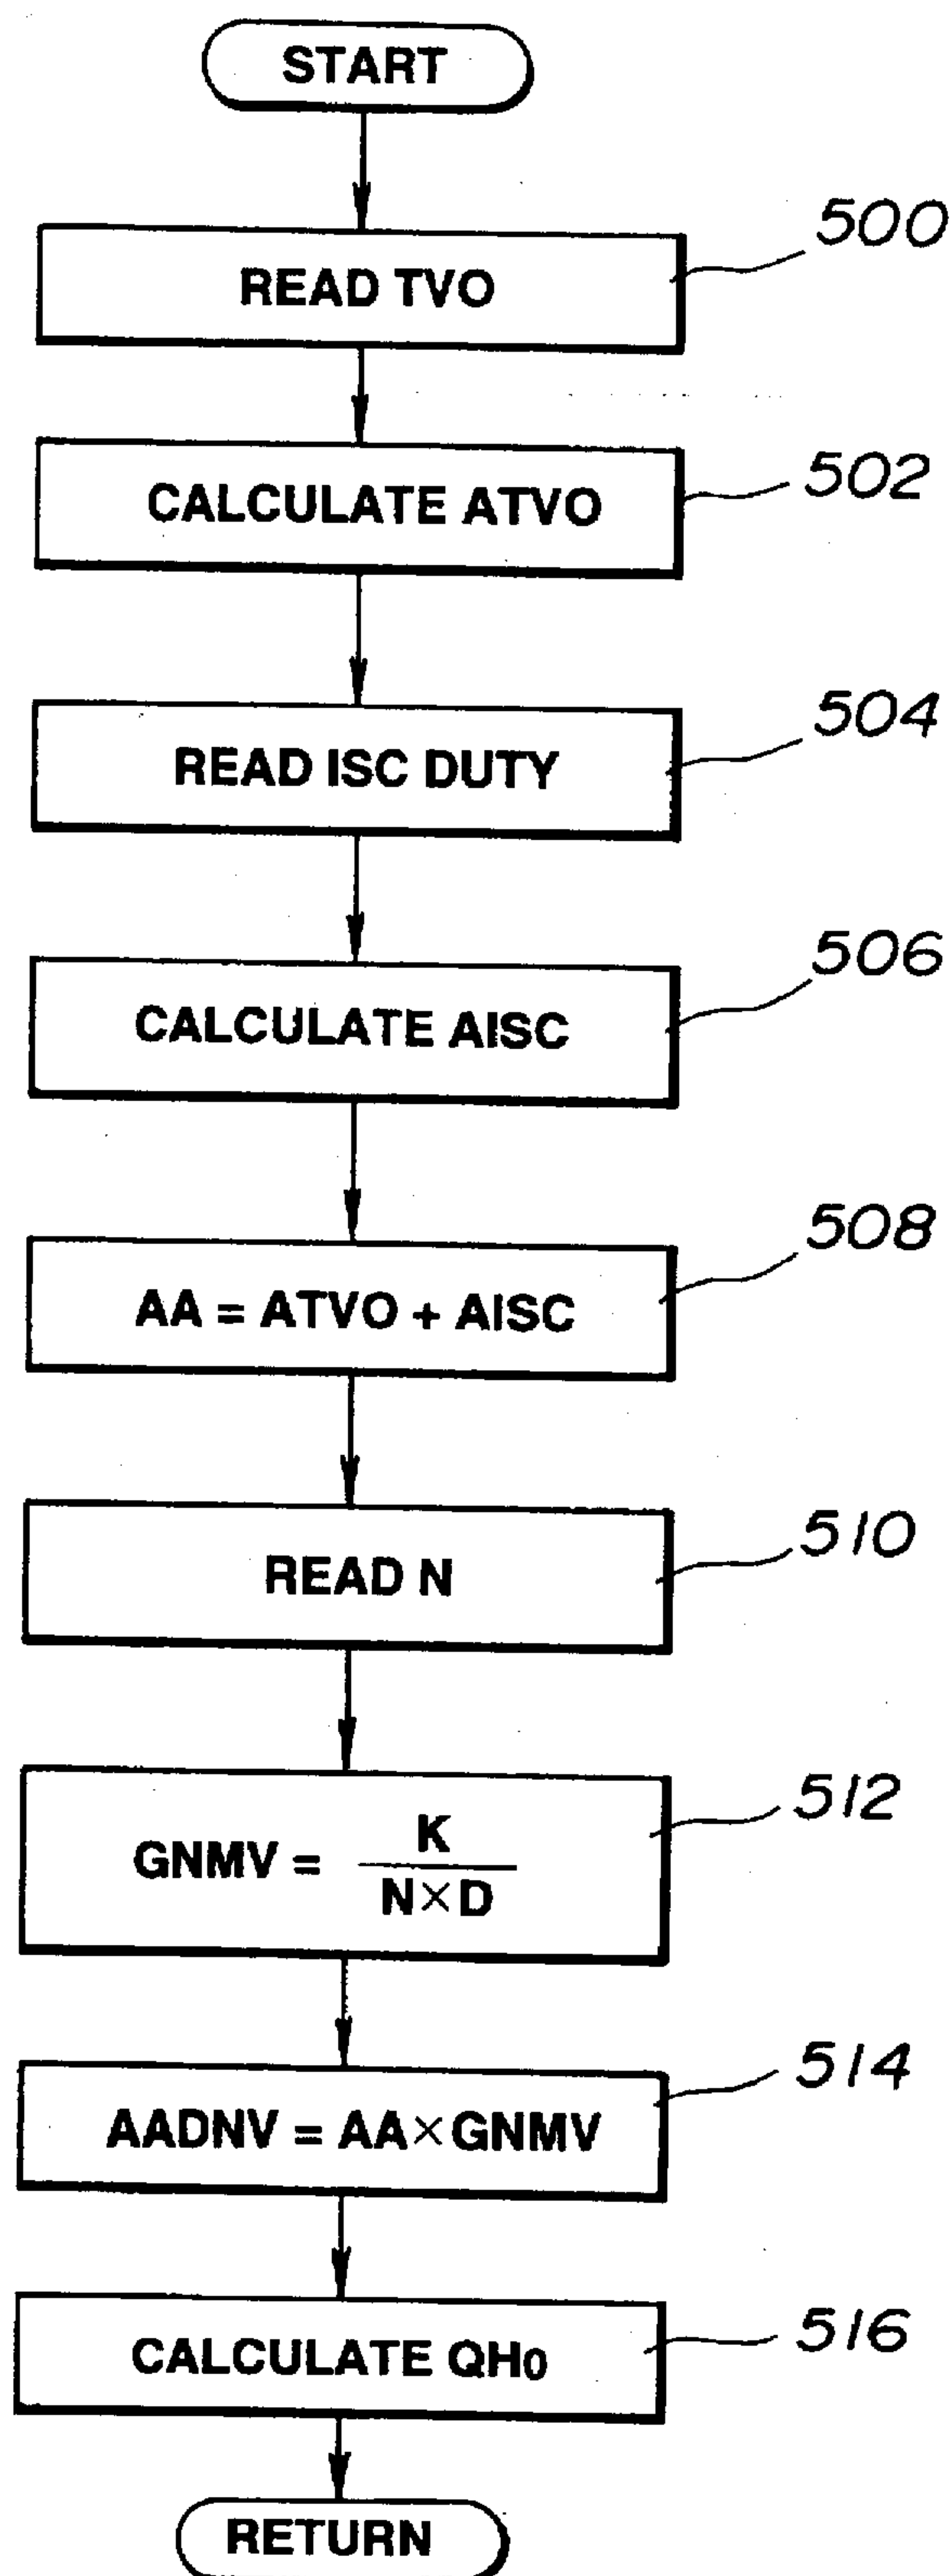 START
500
READ TVO
502
CALCULATE ATVO
504
READ ISC DUTY
506
CALCULATE AISC
508
AA = ATVO + AISC
510
READ N
512
GNMV = K
N×D
514
AADNV = AA×GNMV
516
CALCULATE QH0
RETURN